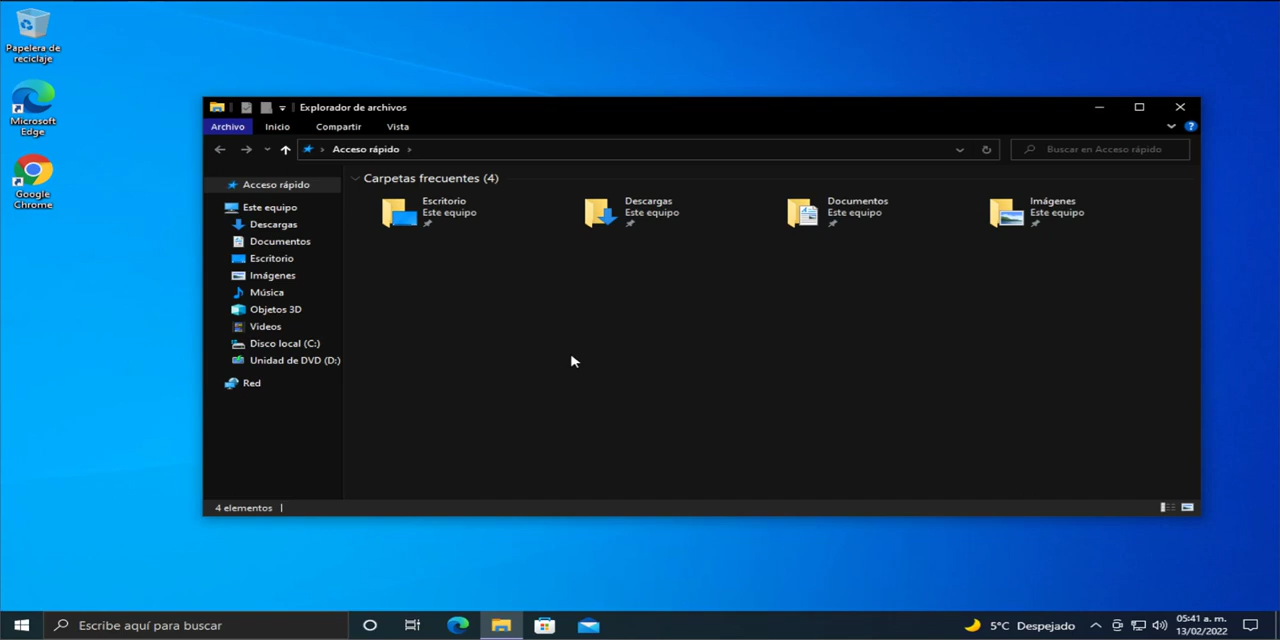 Papelera de
reciclaje
Microsoft
Edge
Google
Chrome
Explorador de archivos
Archivo Inicio Compartir Vista ?
Acceso rápido
Buscar en Acceso rápido
Acceso rápido
Este equipo
Descargas
Documentos
Escritorio
Imágenes
Música
Objetos 3D
Videos
Disco local (C:)
Unidad de DVD (D:)
Red
Carpetas frecuentes (4)
Escritorio
Este equipo
Descargas
Este equipo
Documentos
Este equipo
Imágenes
Este equipo
4 elementos
Escribe aquí para buscar
5°C Despejado
05:41 a. m.
13/02/2022